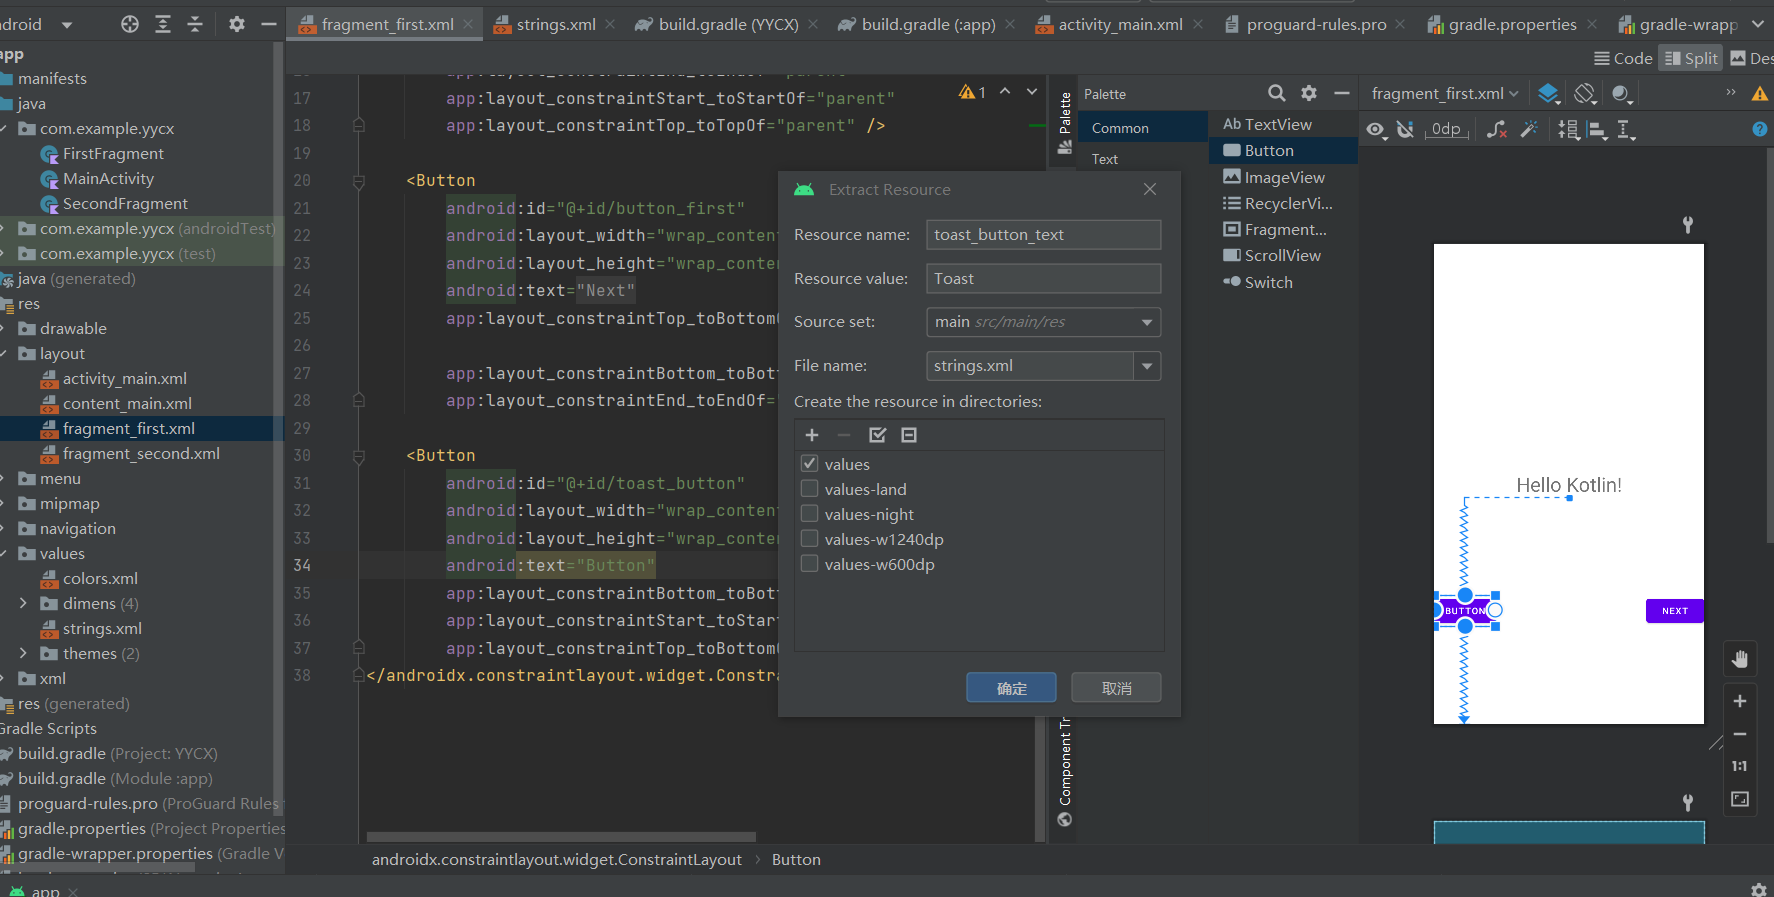 ndroid
fragment_first.xml
strings.xml
build.gradle (YYCX)
build.gradle (:app)
activity_main.xml
proguard-rules.pro
gradle.properties
gradle-wrapp
Code
Split
Des
app
manifests
java
com.example.yycx
FirstFragment
MainActivity
SecondFragment
com.example.yycx (androidTest)
com.example.yycx (test)
java (generated)
res
drawable
layout
activity_main.xml
content_main.xml
fragment_first.xml
fragment_second.xml
menu
mipmap
navigation
values
colors.xml
dimens (4)
strings.xml
themes (2)
xml
res (generated)
Gradle Scripts
build.gradle (Project: YYCX)
build.gradle (Module :app)
proguard-rules.pro (ProGuard Rules
gradle.properties (Project Properties
gradle-wrapper.properties (Gradle V
app
17 app:layout_constraintStart_toStartOf="parent"
18 app:layout_constraintTop_toTopOf="parent" />
19
20 <Button
21 android:id="@+id/button_first"
22 android:layout_width="wrap_conten
23 android:layout_height="wrap_conte
24 android:text="Next"
25 app:layout_constraintTop_toBottom
26
27 app:layout_constraintBottom_toBot
28 app:layout_constraintEnd_toEndOf=
29
30 <Button
31 android:id="@+id/toast_button"
32 android:layout_width="wrap_conten
33 android:layout_height="wrap_conte
34 android:text="Button"
35 app:layout_constraintBottom_toBot
36 app:layout_constraintStart_toStar
37 app:layout_constraintTop_toBottom
38 </androidx.constraintlayout.widget.Constra
1
androidx.constraintlayout.widget.ConstraintLayout
Button
Extract Resource
Resource name: toast_button_text
Resource value: Toast
Source set: main src/main/res
File name: strings.xml
Create the resource in directories:
values
values-land
values-night
values-w1240dp
values-w600dp
确定
取消
Palette
Component Tr
Palette
Common
Text
Ab TextView
Button
ImageView
RecyclerVi...
Fragment...
ScrollView
Switch
fragment_first.xml
0dp
Hello Kotlin!
BUTTON
NEXT
1:1